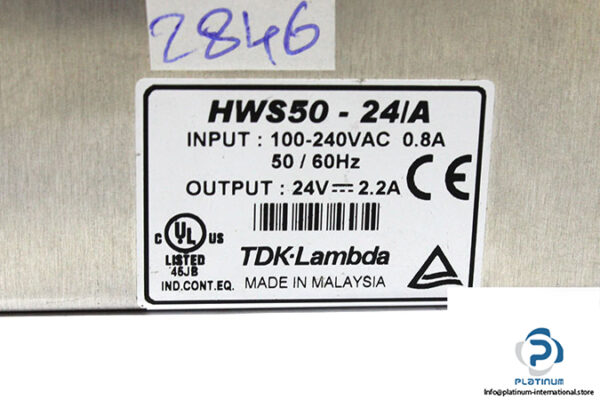 2846
HWS50 - 24/A
INPUT : 100-240VAC 0.8A
50 / 60Hz
OUTPUT : 24V⎓2.2A
CE
C UL US
LISTED
45JB
IND.CONT.EQ.
TDK-Lambda
MADE IN MALAYSIA
P
PLATINUM
Info@platinum-international.store